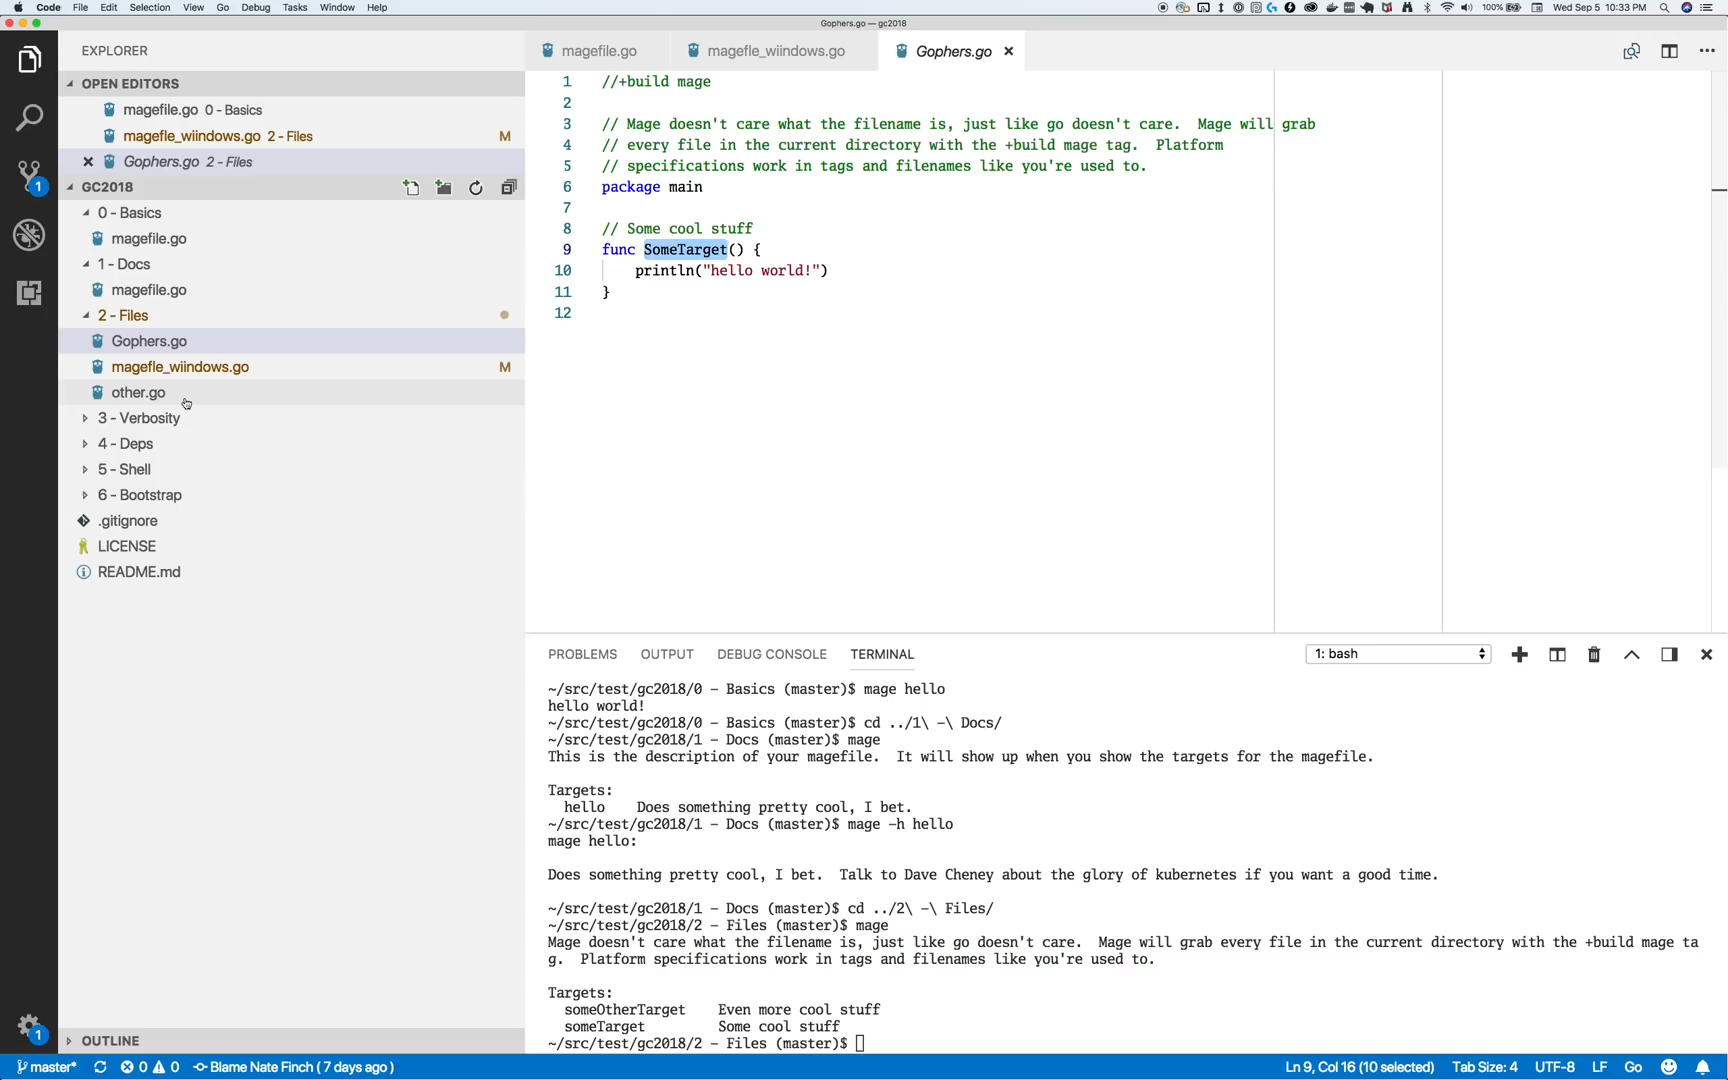 Code File Edit Selection View Go Debug Tasks Window Help
100% Wed Sep 5 10:33 PM
Gophers.go — gc2018
EXPLORER
OPEN EDITORS
magefile.go 0 - Basics
magefle_wiindows.go 2 - Files M
Gophers.go 2 - Files
GC2018
0 - Basics
magefile.go
1 - Docs
magefile.go
2 - Files
Gophers.go
magefle_wiindows.go M
other.go
3 - Verbosity
4 - Deps
5 - Shell
6 - Bootstrap
.gitignore
LICENSE
README.md
OUTLINE
1
1
magefile.go magefle_wiindows.go Gophers.go
1 //+build mage
2
3 // Mage doesn't care what the filename is, just like go doesn't care.  Mage will grab
4 // every file in the current directory with the +build mage tag.  Platform
5 // specifications work in tags and filenames like you're used to.
6 package main
7
8 // Some cool stuff
9 func SomeTarget() {
10 println("hello world!")
11 }
12
PROBLEMS OUTPUT DEBUG CONSOLE TERMINAL 1: bash
~/src/test/gc2018/0 - Basics (master)$ mage hello
hello world!
~/src/test/gc2018/0 - Basics (master)$ cd ../1\ -\ Docs/
~/src/test/gc2018/1 - Docs (master)$ mage
This is the description of your magefile.  It will show up when you show the targets for the magefile.
Targets:
hello    Does something pretty cool, I bet.
~/src/test/gc2018/1 - Docs (master)$ mage -h hello
mage hello:
Does something pretty cool, I bet.  Talk to Dave Cheney about the glory of kubernetes if you want a good time.
~/src/test/gc2018/1 - Docs (master)$ cd ../2\ -\ Files/
~/src/test/gc2018/2 - Files (master)$ mage
Mage doesn't care what the filename is, just like go doesn't care.  Mage will grab every file in the current directory with the +build mage ta
g.  Platform specifications work in tags and filenames like you're used to.
Targets:
someOtherTarget    Even more cool stuff
someTarget         Some cool stuff
~/src/test/gc2018/2 - Files (master)$
master* 0 0 Blame Nate Finch ( 7 days ago ) Ln 9, Col 16 (10 selected) Tab Size: 4 UTF-8 LF Go